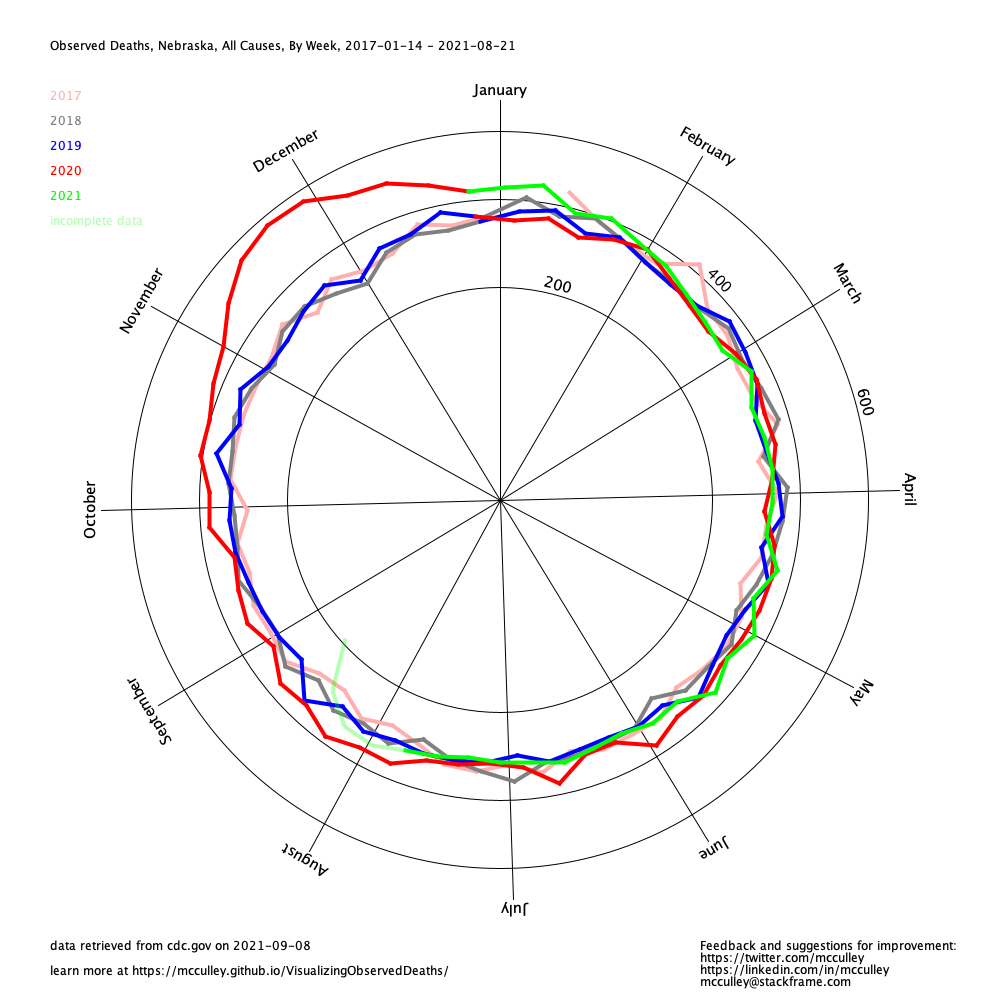 Observed Deaths, Nebraska, All Causes, By Week, 2017-01-14 - 2021-08-21
January
2017
2018
2019
2020
2021
incomplete data
December
February
November
March
200
400
600
October
April
September
May
August
June
July
data retrieved from cdc.gov on 2021-09-08
learn more at https://mcculley.github.io/VisualizingObservedDeaths/
Feedback and suggestions for improvement:
https://twitter.com/mcculley
https://linkedin.com/in/mcculley
mcculley@stackframe.com